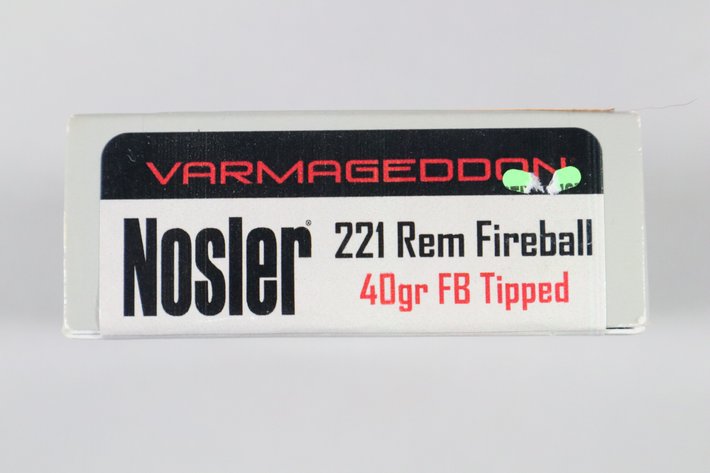 VARMAGEDDON
Nosler®
221 Rem Fireball
40gr FB Tipped